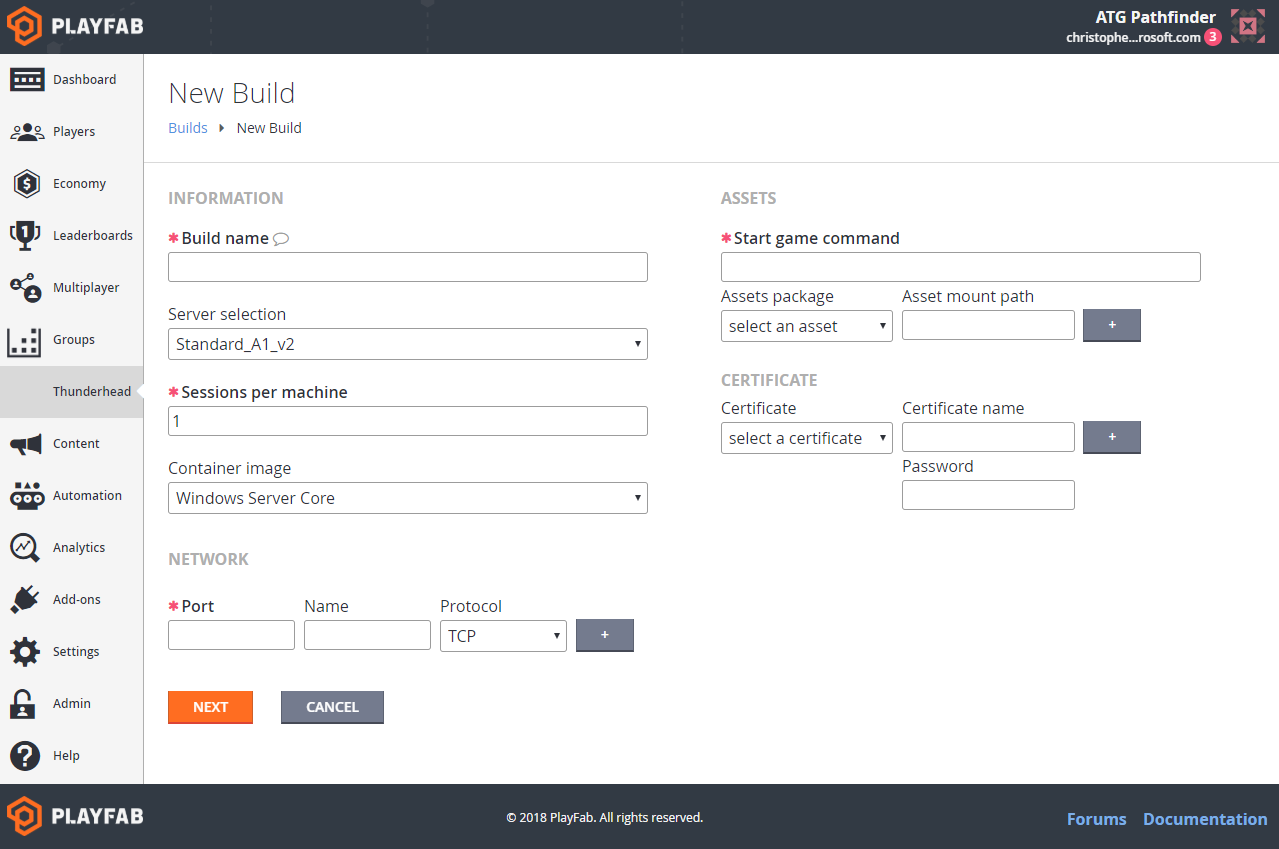 PLAYFAB
ATG Pathfinder
christophe...rosoft.com 3
Dashboard
Players
Economy
Leaderboards
Multiplayer
Groups
Thunderhead
Content
Automation
Analytics
Add-ons
Settings
Admin
Help
New Build
Builds New Build
INFORMATION
* Build name
Server selection
Standard_A1_v2
* Sessions per machine
1
Container image
Windows Server Core
NETWORK
* Port Name Protocol
TCP +
NEXT CANCEL
ASSETS
* Start game command
Assets package Asset mount path
select an asset +
CERTIFICATE
Certificate Certificate name
select a certificate +
Password
PLAYFAB
© 2018 PlayFab. All rights reserved.
Forums Documentation